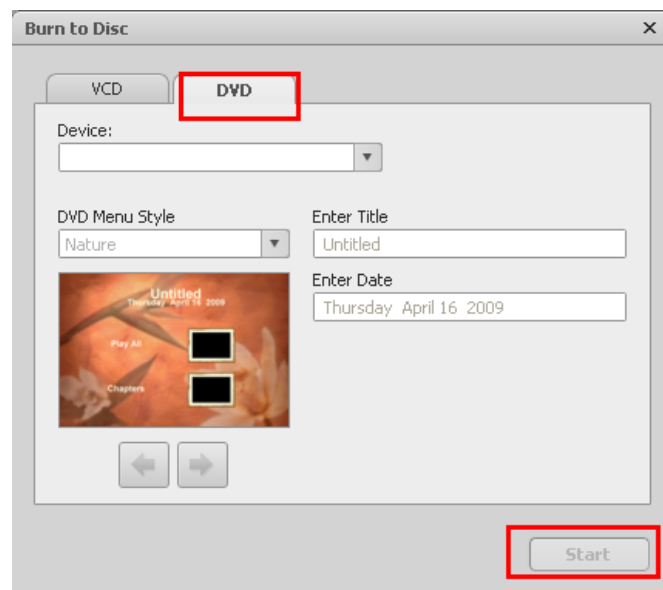 Burn to Disc
VCD
DVD
Device:
DVD Menu Style
Enter Title
Nature
Untitled
Enter Date
Thursday  April 16  2009
Untitled
Thursday  April 16  2009
Play All
Chapters
Start